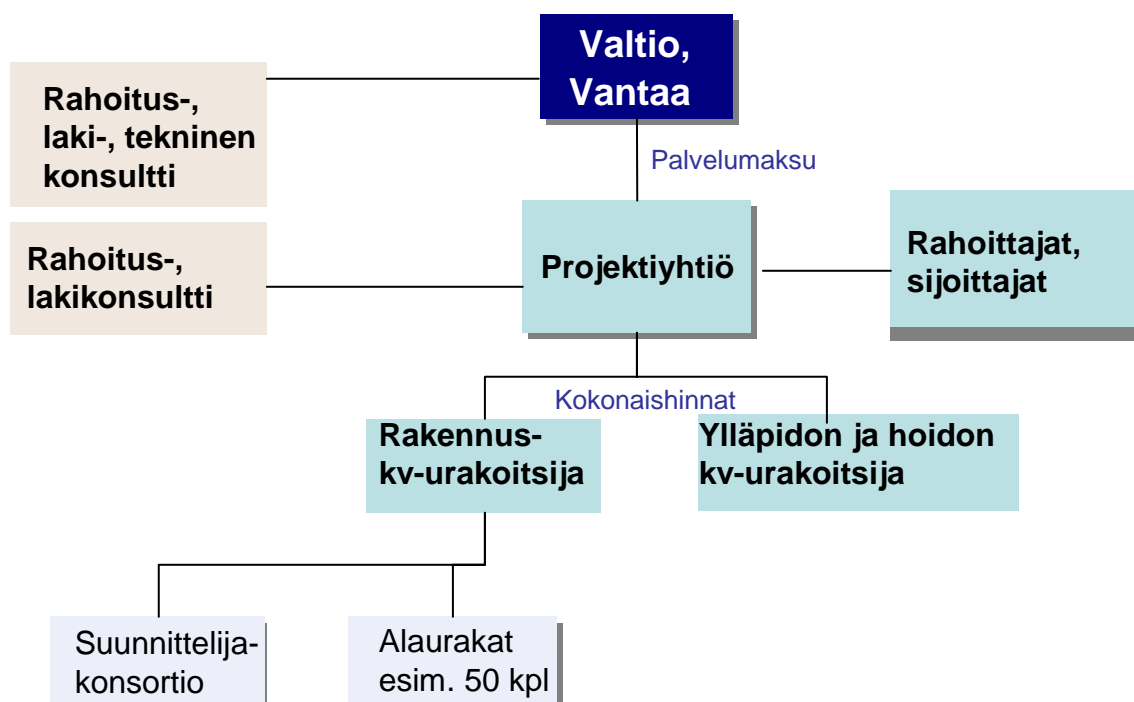 Valtio,
Vantaa
Rahoitus-,
laki-, tekninen
konsultti
Palvelumaksu
Rahoitus-,
lakikonsultti
Projektiyhtiö
Rahoittajat,
sijoittajat
Kokonaishinnat
Rakennus-
kv-urakoitsija
Ylläpidon ja hoidon
kv-urakoitsija
Suunnittelija-
konsortio
Alaurakat
esim. 50 kpl